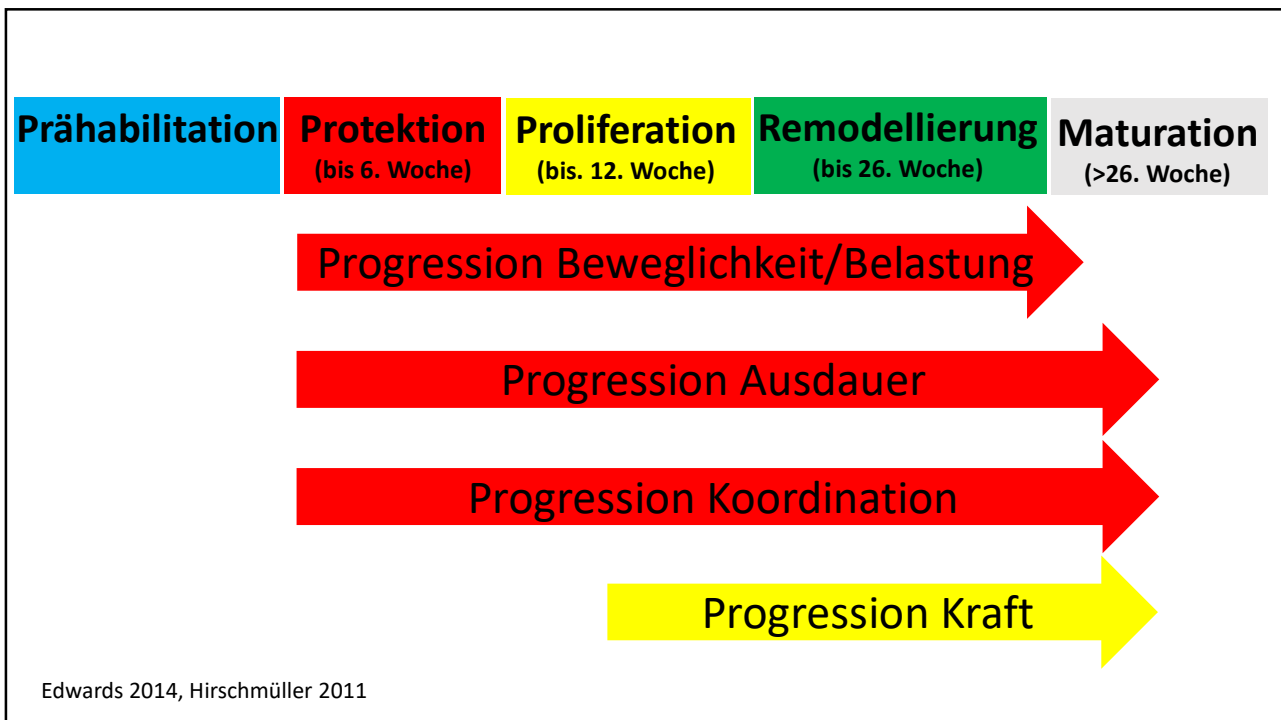 Prähabilitation
Protektion
(bis 6. Woche)
Proliferation
(bis. 12. Woche)
Remodellierung
(bis 26. Woche)
Maturation
(>26. Woche)
Progression Beweglichkeit/Belastung
Progression Ausdauer
Progression Koordination
Progression Kraft
Edwards 2014, Hirschmüller 2011